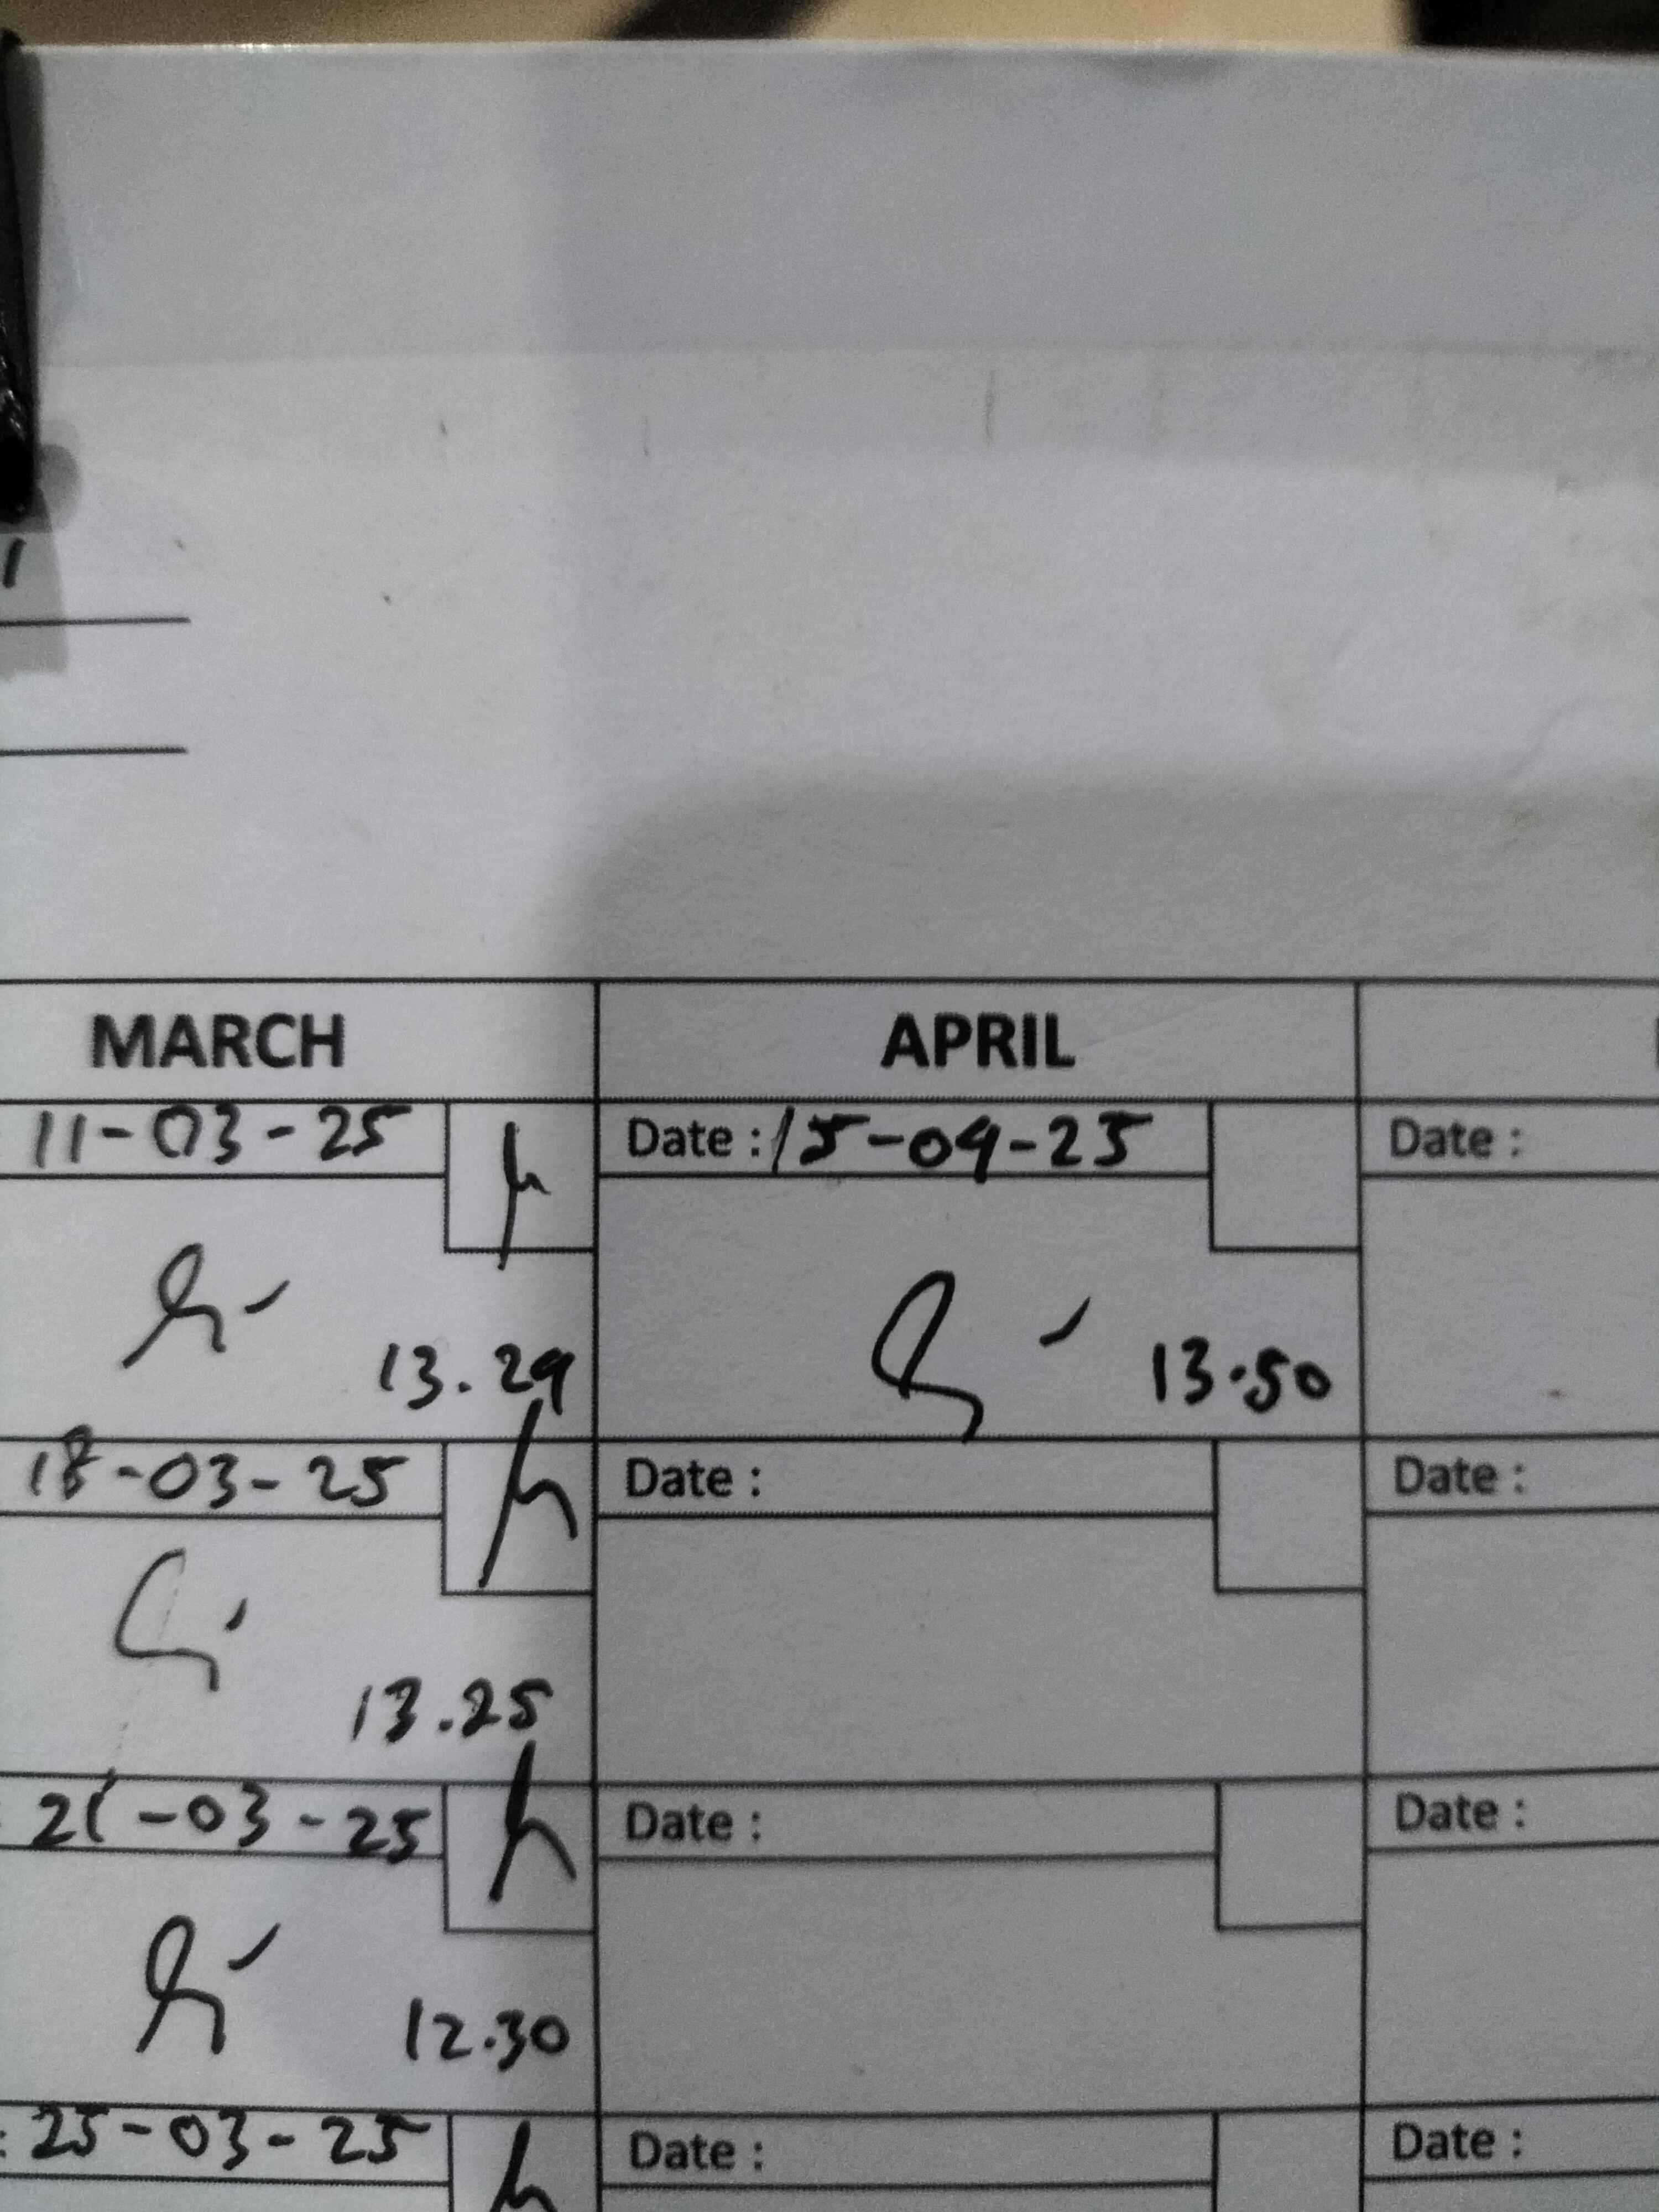 MARCH APRIL
11-03-25 Date : 15-04-25 Date :
13.29 13.50
18-03-25 Date : Date :
13.25
21-03-25 Date : Date :
12.30
: 25-03-25 Date : Date :